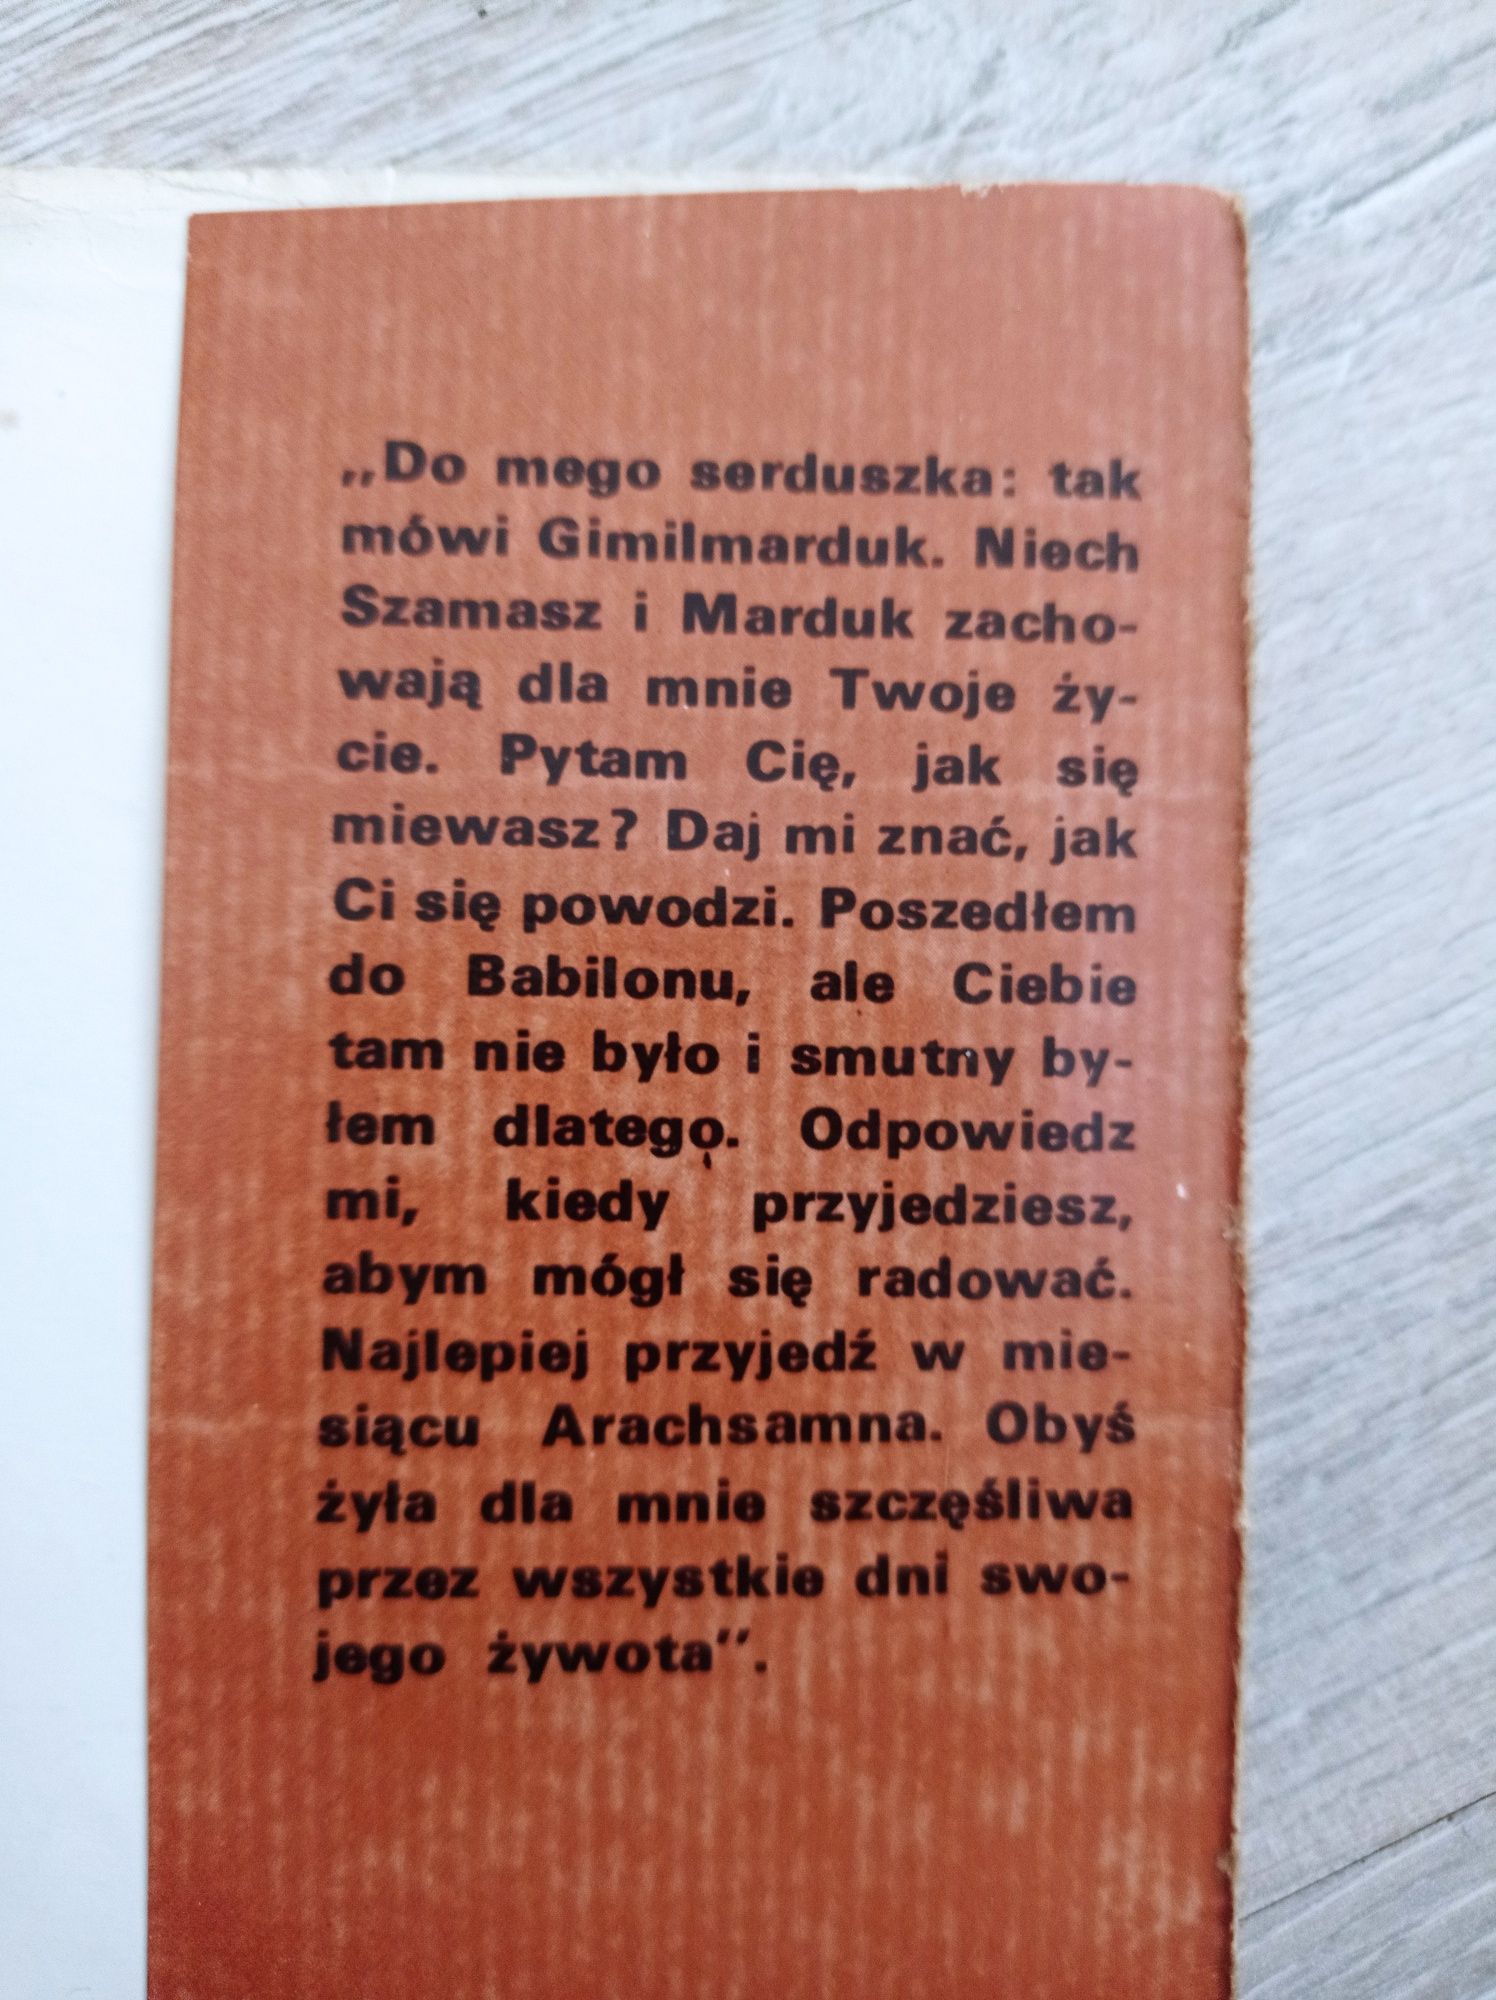 „Do mego serduszka: tak
mówi Gimilmarduk. Niech
Szamasz i Marduk zacho-
wają dla mnie Twoje ży-
cie. Pytam Cię, jak się
miewasz? Daj mi znać, jak
Ci się powodzi. Poszedłem
do Babilonu, ale Ciebie
tam nie było i smutny by-
łem dlatego. Odpowiedz
mi, kiedy przyjedziesz,
abym mógł się radować.
Najlepiej przyjedź w mie-
siącu Arachsamna. Obyś
żyła dla mnie szczęśliwa
przez wszystkie dni swo-
jego żywota”.